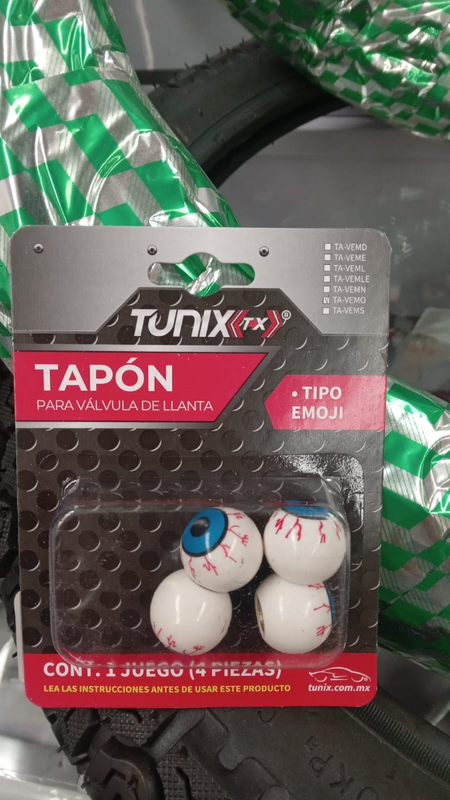 TA-VEMD
TA-VEME
TA-VEML
TA-VEMLE
TA-VEMN
TA-VEMO
TA-VEMS
TUNIX TX ®
TAPÓN
PARA VÁLVULA DE LLANTA
• TIPO
EMOJI
CONT: 1 JUEGO (4 PIEZAS)
LEA LAS INSTRUCCIONES ANTES DE USAR ESTE PRODUCTO
tunix.com.mx